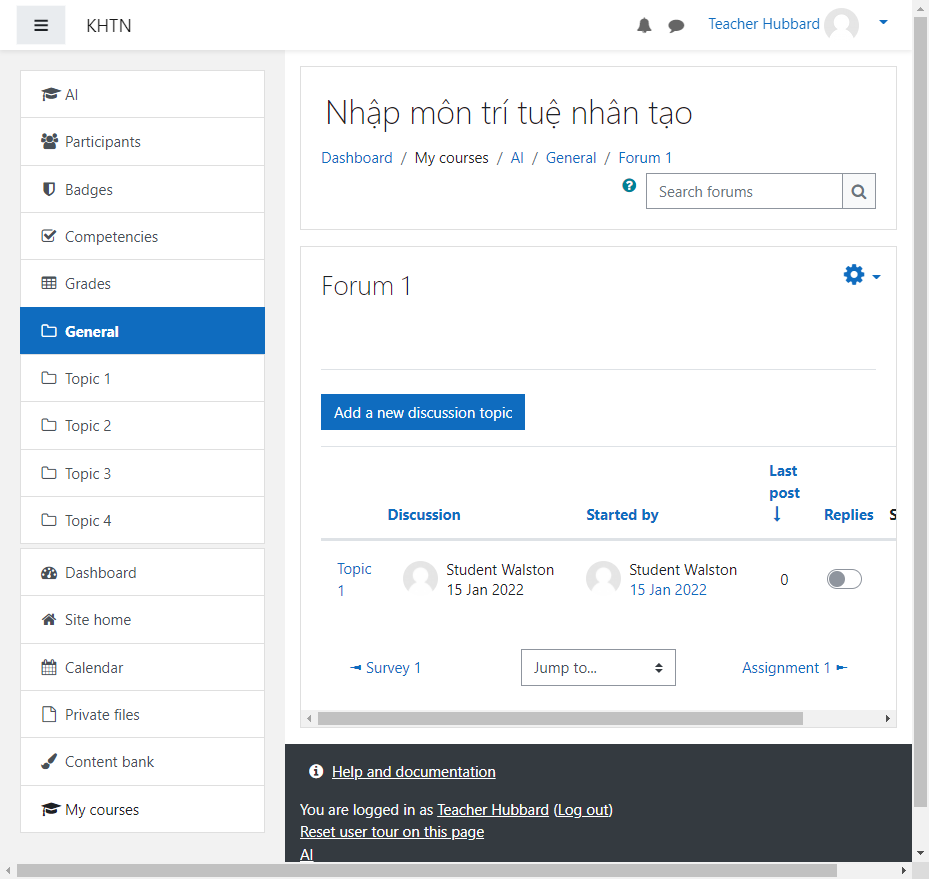 KHTN
Teacher Hubbard
AI
Participants
Badges
Competencies
Grades
General
Topic 1
Topic 2
Topic 3
Topic 4
Dashboard
Site home
Calendar
Private files
Content bank
My courses
Nhập môn trí tuệ nhân tạo
Dashboard / My courses / AI / General / Forum 1
Search forums
Forum 1
Add a new discussion topic
Discussion
Started by
Last
post
Replies
S
Topic
1
Student Walston
15 Jan 2022
Student Walston
15 Jan 2022
0
Survey 1
Jump to...
Assignment 1
Help and documentation
You are logged in as Teacher Hubbard (Log out)
Reset user tour on this page
AI